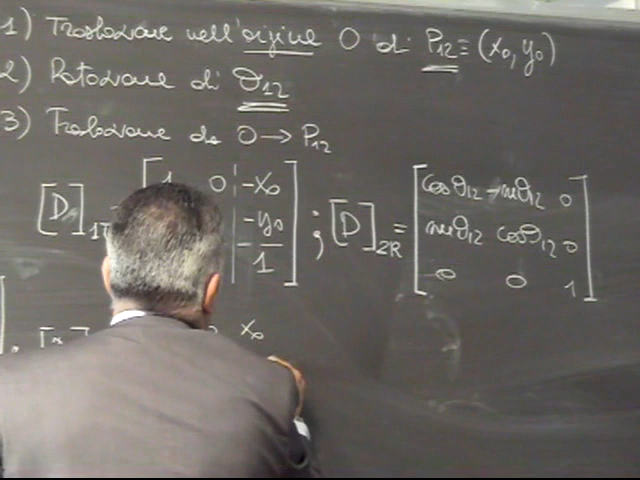 1) Traslazione nell'origine O di P12 ≡ (x0, y0)
2) Rotazione di θ12
3) Traslazione da O → P12
[D]1T [1 0 -x0 ; [D]2R = [cosθ12 -senθ12 0
-y0 senθ12 cosθ12 0
1] 0 0 1]
x0